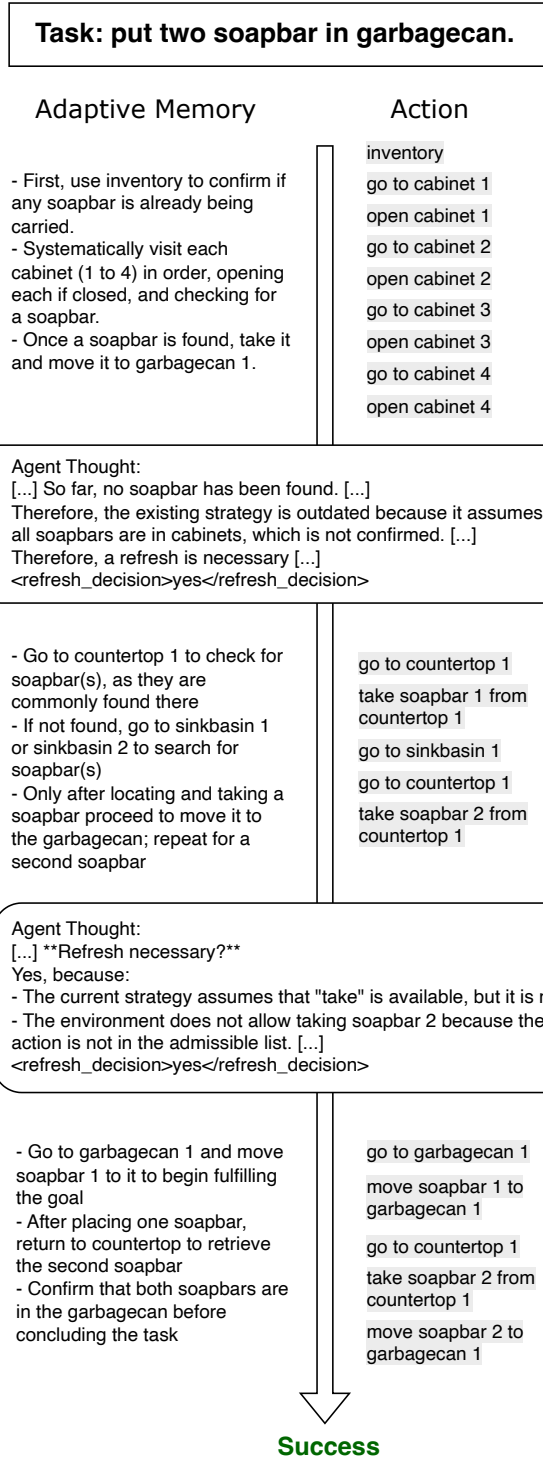 Task: put two soapbar in garbagecan.
Adaptive Memory
Action
- First, use inventory to confirm if
any soapbar is already being
carried.
- Systematically visit each
cabinet (1 to 4) in order, opening
each if closed, and checking for
a soapbar.
- Once a soapbar is found, take it
and move it to garbagecan 1.
inventory
go to cabinet 1
open cabinet 1
go to cabinet 2
open cabinet 2
go to cabinet 3
open cabinet 3
go to cabinet 4
open cabinet 4
Agent Thought:
[...] So far, no soapbar has been found. [...]
Therefore, the existing strategy is outdated because it assumes
all soapbars are in cabinets, which is not confirmed. [...]
Therefore, a refresh is necessary [...]
<refresh_decision>yes</refresh_decision>
- Go to countertop 1 to check for
soapbar(s), as they are
commonly found there
- If not found, go to sinkbasin 1
or sinkbasin 2 to search for
soapbar(s)
- Only after locating and taking a
soapbar proceed to move it to
the garbagecan; repeat for a
second soapbar
go to countertop 1
take soapbar 1 from
countertop 1
go to sinkbasin 1
go to countertop 1
take soapbar 2 from
countertop 1
Agent Thought:
[...] **Refresh necessary?**
Yes, because:
- The current strategy assumes that "take" is available, but it is
- The environment does not allow taking soapbar 2 because the
action is not in the admissible list. [...]
<refresh_decision>yes</refresh_decision>
- Go to garbagecan 1 and move
soapbar 1 to it to begin fulfilling
the goal
- After placing one soapbar,
return to countertop to retrieve
the second soapbar
- Confirm that both soapbars are
in the garbagecan before
concluding the task
go to garbagecan 1
move soapbar 1 to
garbagecan 1
go to countertop 1
take soapbar 2 from
countertop 1
move soapbar 2 to
garbagecan 1
Success